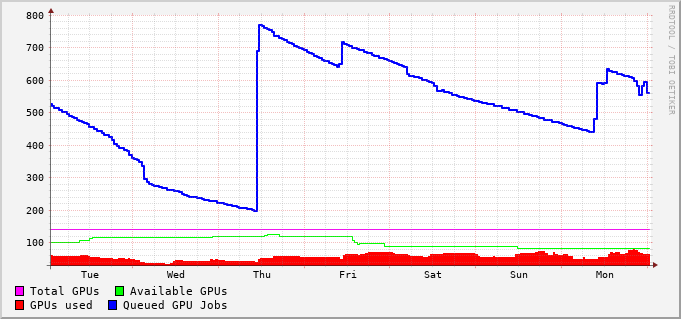 800
700
600
500
400
300
200
100
Tue Wed Thu Fri Sat Sun Mon
Total GPUs Available GPUs
GPUs used Queued GPU Jobs
RRDTOOL / TOBI OETIKER